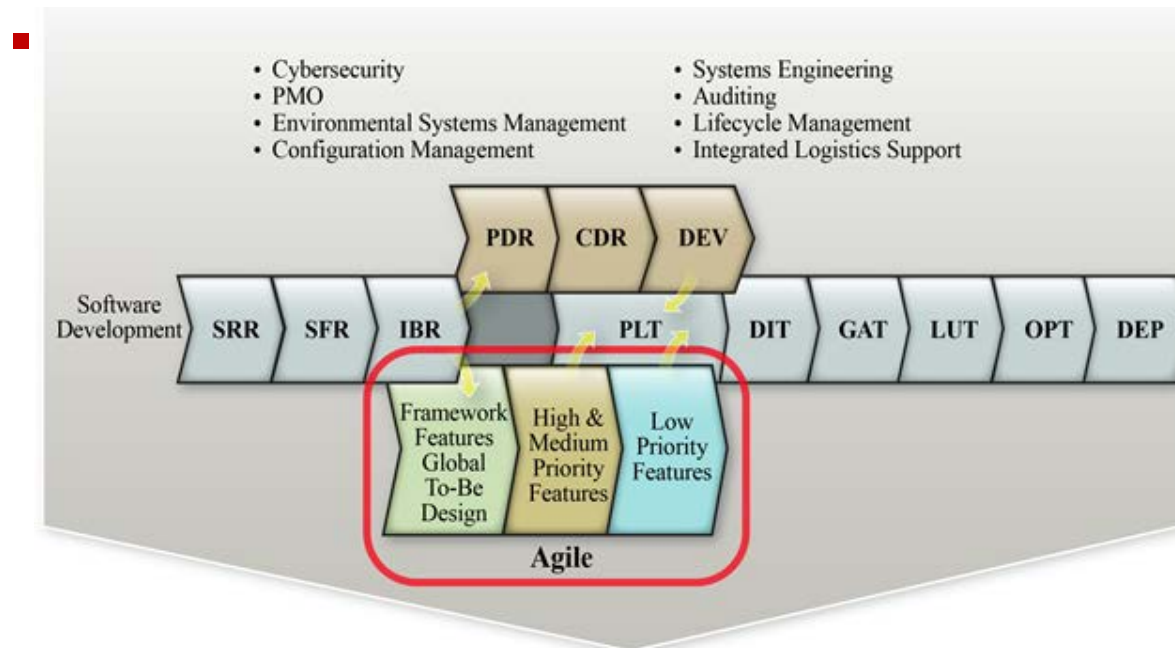 • Cybersecurity
• PMO
• Environmental Systems Management
• Configuration Management
• Systems Engineering
• Auditing
• Lifecycle Management
• Integrated Logistics Support
PDR
CDR
DEV
Software
Development
SRR
SFR
IBR
PLT
DIT
GAT
LUT
OPT
DEP
Framework
Features
Global
To-Be
Design
High &
Medium
Priority
Features
Low
Priority
Features
Agile